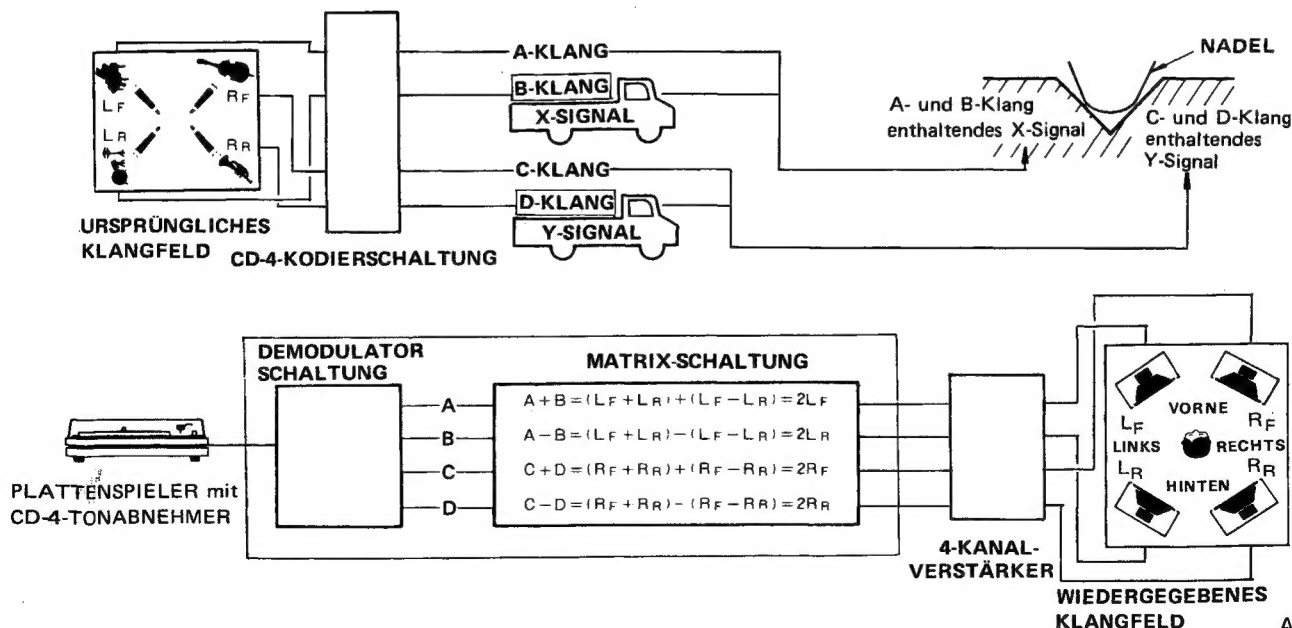 A-KLANG
B-KLANG
X-SIGNAL
C-KLANG
D-KLANG
Y-SIGNAL
NADEL
A- und B-Klang
enthaltendes X-Signal
C- und D-Klang
enthaltendes
Y-Signal
LF
RF
LR
RR
URSPRÜNGLICHES
KLANGFELD
CD-4-KODIERSCHALTUNG
DEMODULATOR
SCHALTUNG
MATRIX-SCHALTUNG
A
B
C
D
A+B=(LF+LR)+(LF-LR)=2LF
A-B=(LF+LR)-(LF-LR)=2LR
C+D=(RF+RR)+(RF-RR)=2RF
C-D=(RF+RR)-(RF-RR)=2RR
PLATTENSPIELER mit
CD-4-TONABNEHMER
4-KANAL-
VERSTÄRKER
VORNE
LF
RF
LINKS
RECHTS
LR
RR
HINTEN
WIEDERGEGEBENES
KLANGFELD
A